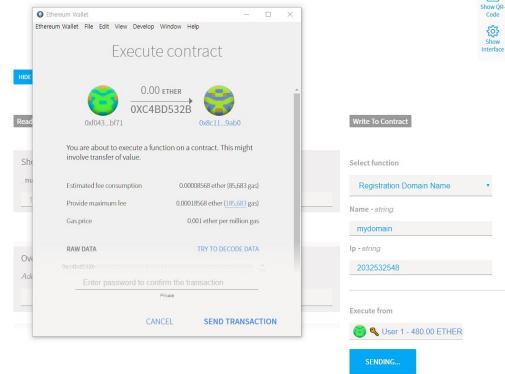 Ethereum Wallet
Ethereum Wallet File Edit View Develop Window Help
Execute contract
0.00 ETHER
0XC4BD532B
0xf043...bf71
0x8c11...9ab0
You are about to execute a function on a contract. This might
involve transfer of value.
Estimated fee consumption 0.00008568 ether (85,683 gas)
Provide maximum fee 0.00018568 ether (185,683 gas)
Gas price 0.001 ether per million gas
RAW DATA TRY TO DECODE DATA
Enter password to confirm the transaction
Private
CANCEL SEND TRANSACTION
HIDE
Read
Show QR-
Code
Show
Interface
Write To Contract
Select function
Registration Domain Name
Name - string
mydomain
Ip - string
2032532548
Execute from
User 1 - 480.00 ETHER
SENDING...